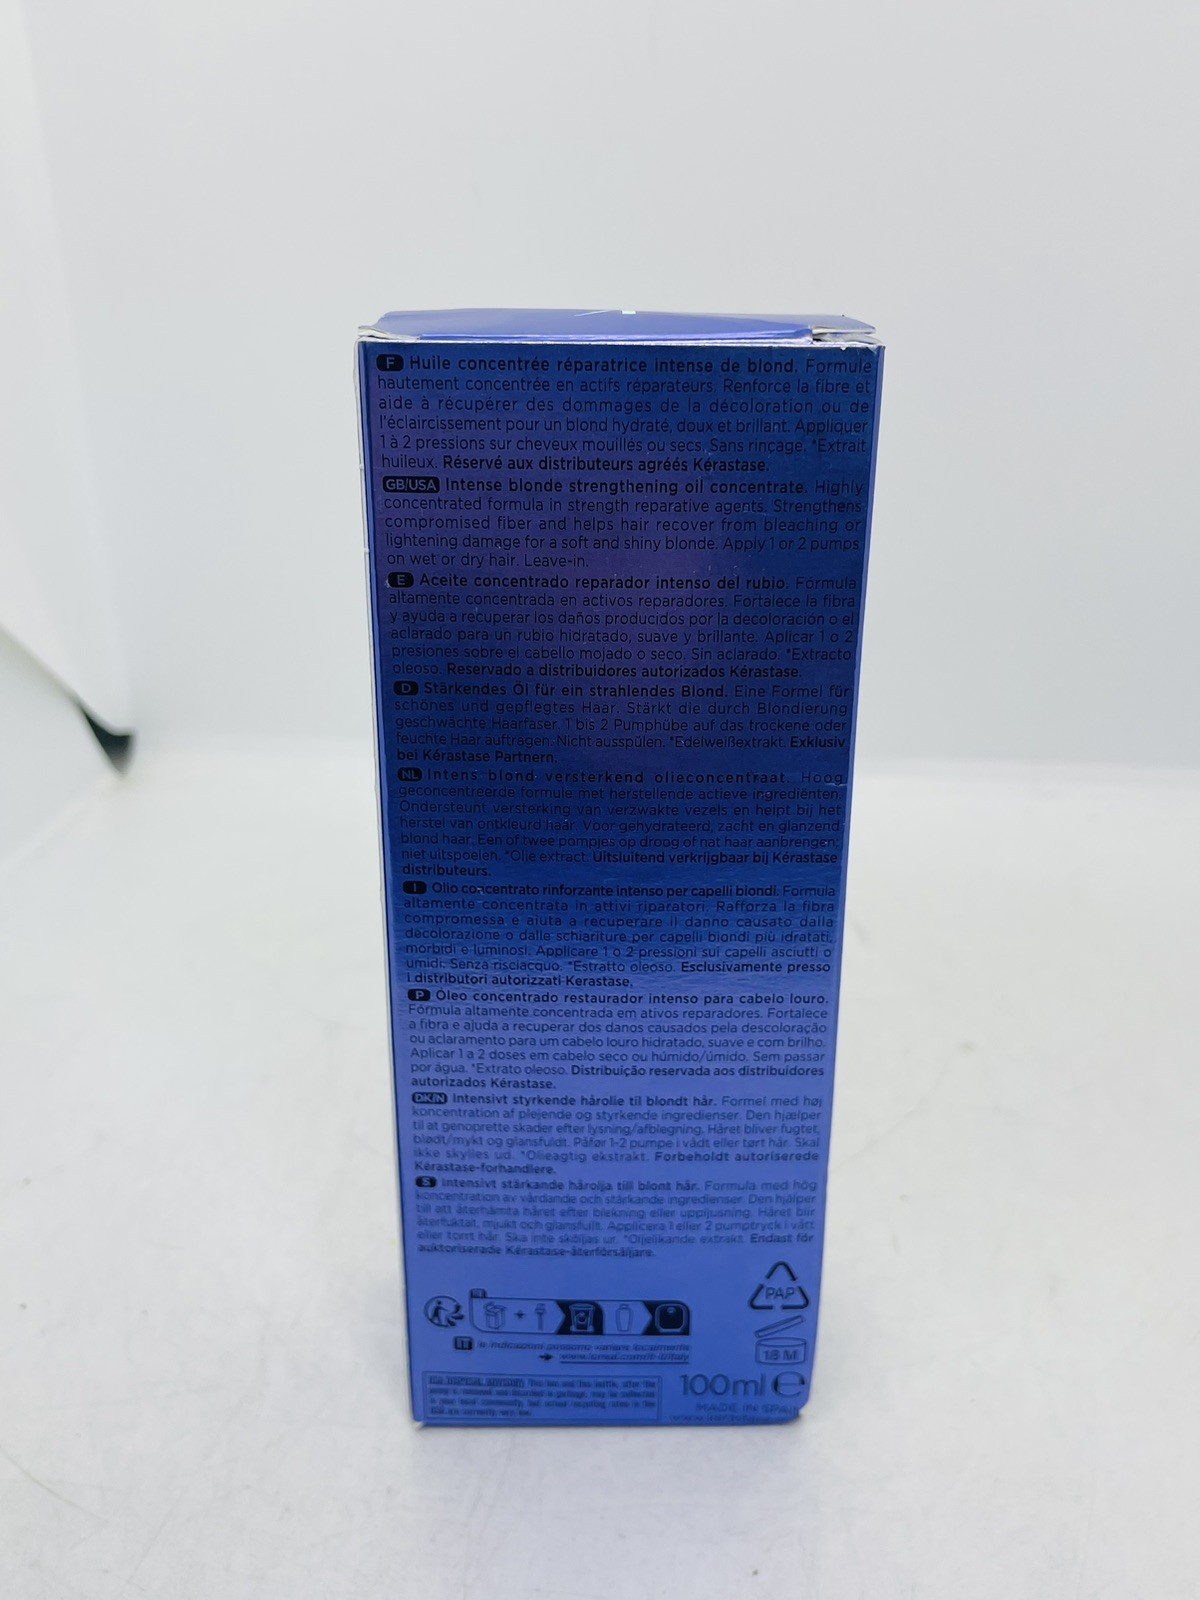 F Huile concentrée réparatrice intense de blond. Formule
hautement concentrée en actifs réparateurs. Renforce la fibre et
aide à récupérer des dommages de la décoloration ou de
l'éclaircissement pour un blond hydraté, doux et brillant. Appliquer
1 à 2 pressions sur cheveux mouillés ou secs. Sans rinçage. *Extrait
huileux. Réservé aux distributeurs agréés Kérastase.
GB/USA Intense blonde strengthening oil concentrate. Highly
concentrated formula in strength reparative agents. Strengthens
compromised fiber and helps hair recover from bleaching or
lightening damage for a soft and shiny blonde. Apply 1 or 2 pumps
on wet or dry hair. Leave-in.
E Aceite concentrado reparador intenso del rubio. Fórmula
altamente concentrada en activos reparadores. Fortalece la fibra
y ayuda a recuperar los daños producidos por la decoloración o el
aclarado para un rubio hidratado, suave y brillante. Aplicar 1 o 2
presiones sobre el cabello mojado o seco. Sin aclarado. *Extracto
oleoso. Reservado a distribuidores autorizados Kérastase.
D Stärkendes Öl für ein strahlendes Blond. Eine Formel für
schönes und gepflegtes Haar. Stärkt die durch Blondierung
geschwächte Haarfaser. 1 bis 2 Pumphübe auf das trockene oder
feuchte Haar auftragen. Nicht ausspülen. *Edelweißextrakt. Exklusiv
bei Kérastase Partnern.
NL Intens blond versterkend olieconcentraat. Hoog
geconcentreerde formule met herstellende actieve ingrediënten.
Ondersteunt versterking van verzwakte vezels en helpt bij het
herstel van ontkleurd haar. Voor gehydrateerd, zacht en glanzend
blond haar. Een of twee pompjes op droog of nat haar aanbrengen;
niet uitspoelen. *Olie extract. Uitsluitend verkrijgbaar bij Kérastase
distributeurs.
I Olio concentrato rinforzante intenso per capelli biondi. Formula
altamente concentrata in attivi riparatori. Rafforza la fibra
compromessa e aiuta a recuperare il danno causato dalla
decolorazione o dalle schiariture per capelli biondi più idratati,
morbidi e luminosi. Applicare 1 o 2 pressioni sui capelli asciutti o
umidi. Senza risciacquo. *Estratto oleoso. Esclusivamente presso
i distributori autorizzati Kerastase.
P Óleo concentrado restaurador intenso para cabelo louro.
Fórmula altamente concentrada em ativos reparadores. Fortalece
a fibra e ajuda a recuperar dos danos causados pela descoloração
ou aclaramento para um cabelo louro hidratado, suave e com brilho.
Aplicar 1 a 2 doses em cabelo seco ou húmido/úmido. Sem passar
por água. *Extrato oleoso. Distribuição reservada aos distribuidores
autorizados Kérastase.
DK/N Intensivt styrkende hårolie til blondt hår. Formel med høj
koncentration af plejende og styrkende ingredienser. Den hjælper
til at genoprette skader efter lysning/afblegning. Håret bliver fugtet,
blødt/mykt og glansfuldt. Påfør 1-2 pumpe i vådt eller tørt hår. Skal
ikke skylles ud. *Olieagtig ekstrakt. Forbeholdt autoriserede
Kérastase-forhandlere.
S Intensivt stärkande hårolja till blont hår. Formula med hög
koncentration av vårdande och stärkande ingredienser. Den hjälper
till att återhämta håret efter blekning eller uppljusning. Håret blir
återfuktat, mjukt och glansfullt. Applicera 1 eller 2 pumptryck i vått
eller torrt hår. Ska inte sköljas ur. *Oljeliknande extrakt. Endast för
auktoriserade Kérastase-återförsäljare.
PAP
18 M
IT
100ml e
MADE IN SPAIN